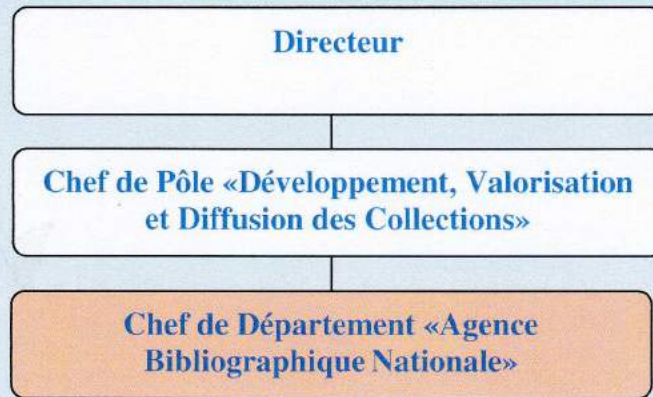 Directeur
Chef de Pôle «Développement, Valorisation
et Diffusion des Collections»
Chef de Département «Agence
Bibliographique Nationale»